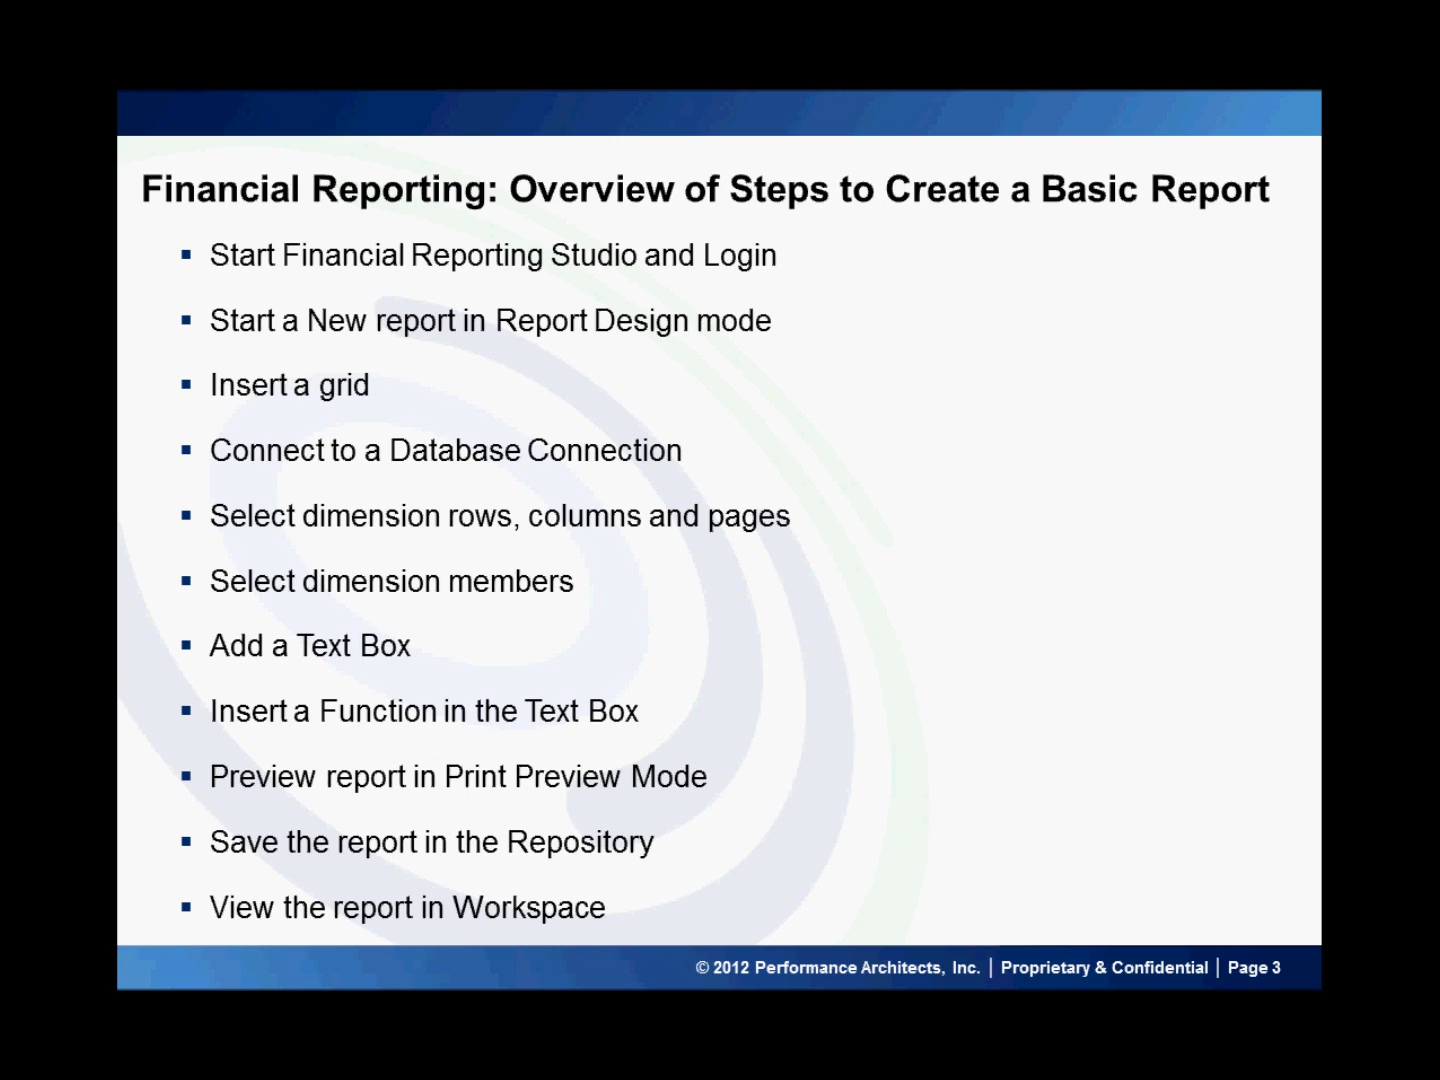 Financial Reporting: Overview of Steps to Create a Basic Report
▪ Start Financial Reporting Studio and Login
▪ Start a New report in Report Design mode
▪ Insert a grid
▪ Connect to a Database Connection
▪ Select dimension rows, columns and pages
▪ Select dimension members
▪ Add a Text Box
▪ Insert a Function in the Text Box
▪ Preview report in Print Preview Mode
▪ Save the report in the Repository
▪ View the report in Workspace
© 2012 Performance Architects, Inc. | Proprietary & Confidential | Page 3